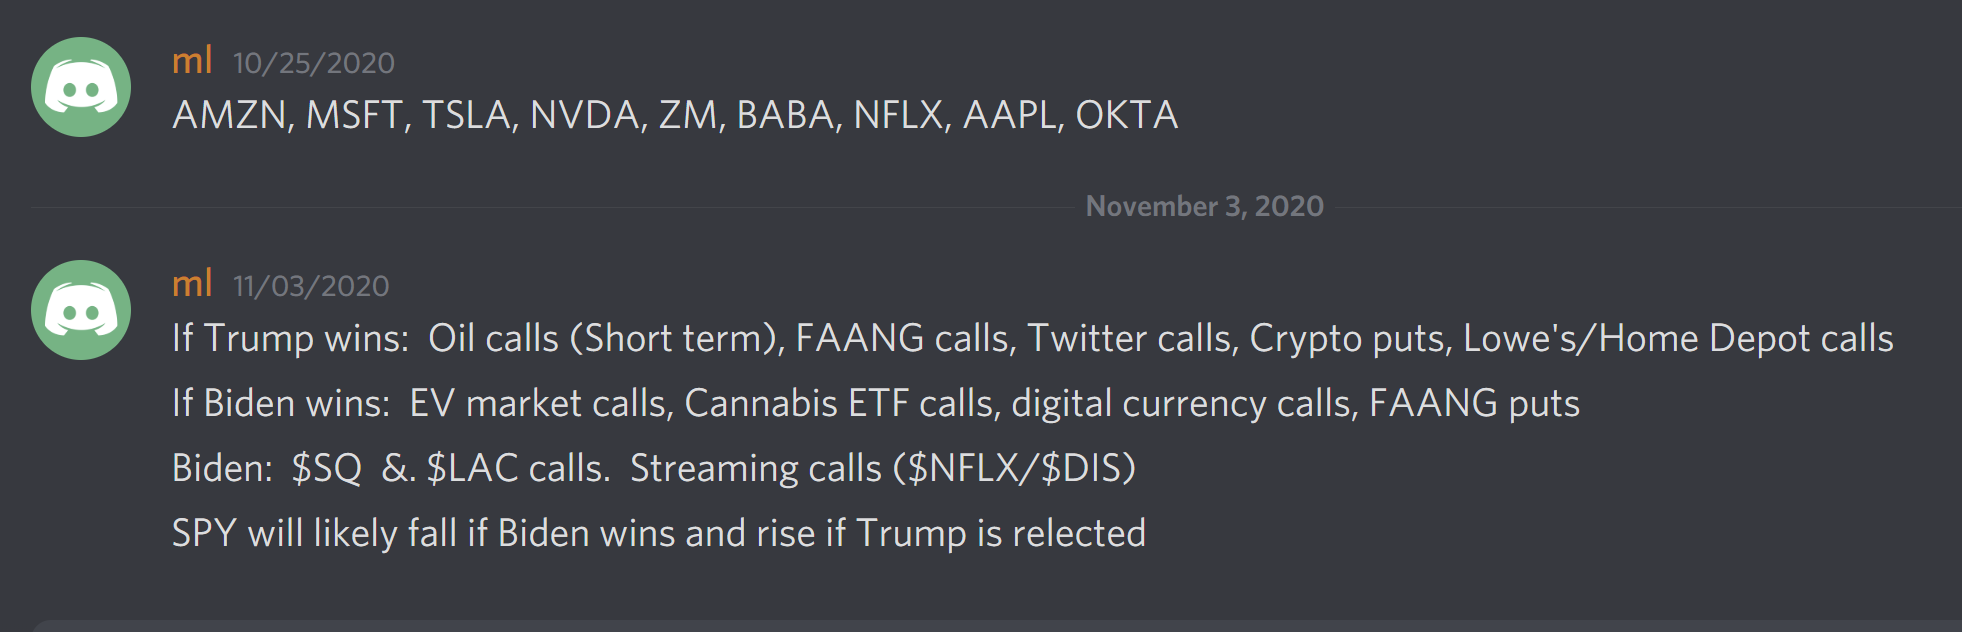 ml 10/25/2020
AMZN, MSFT, TSLA, NVDA, ZM, BABA, NFLX, AAPL, OKTA
November 3, 2020
ml 11/03/2020
If Trump wins:  Oil calls (Short term), FAANG calls, Twitter calls, Crypto puts, Lowe's/Home Depot calls
If Biden wins:  EV market calls, Cannabis ETF calls, digital currency calls, FAANG puts
Biden:  $SQ  &. $LAC calls.  Streaming calls ($NFLX/$DIS)
SPY will likely fall if Biden wins and rise if Trump is relected